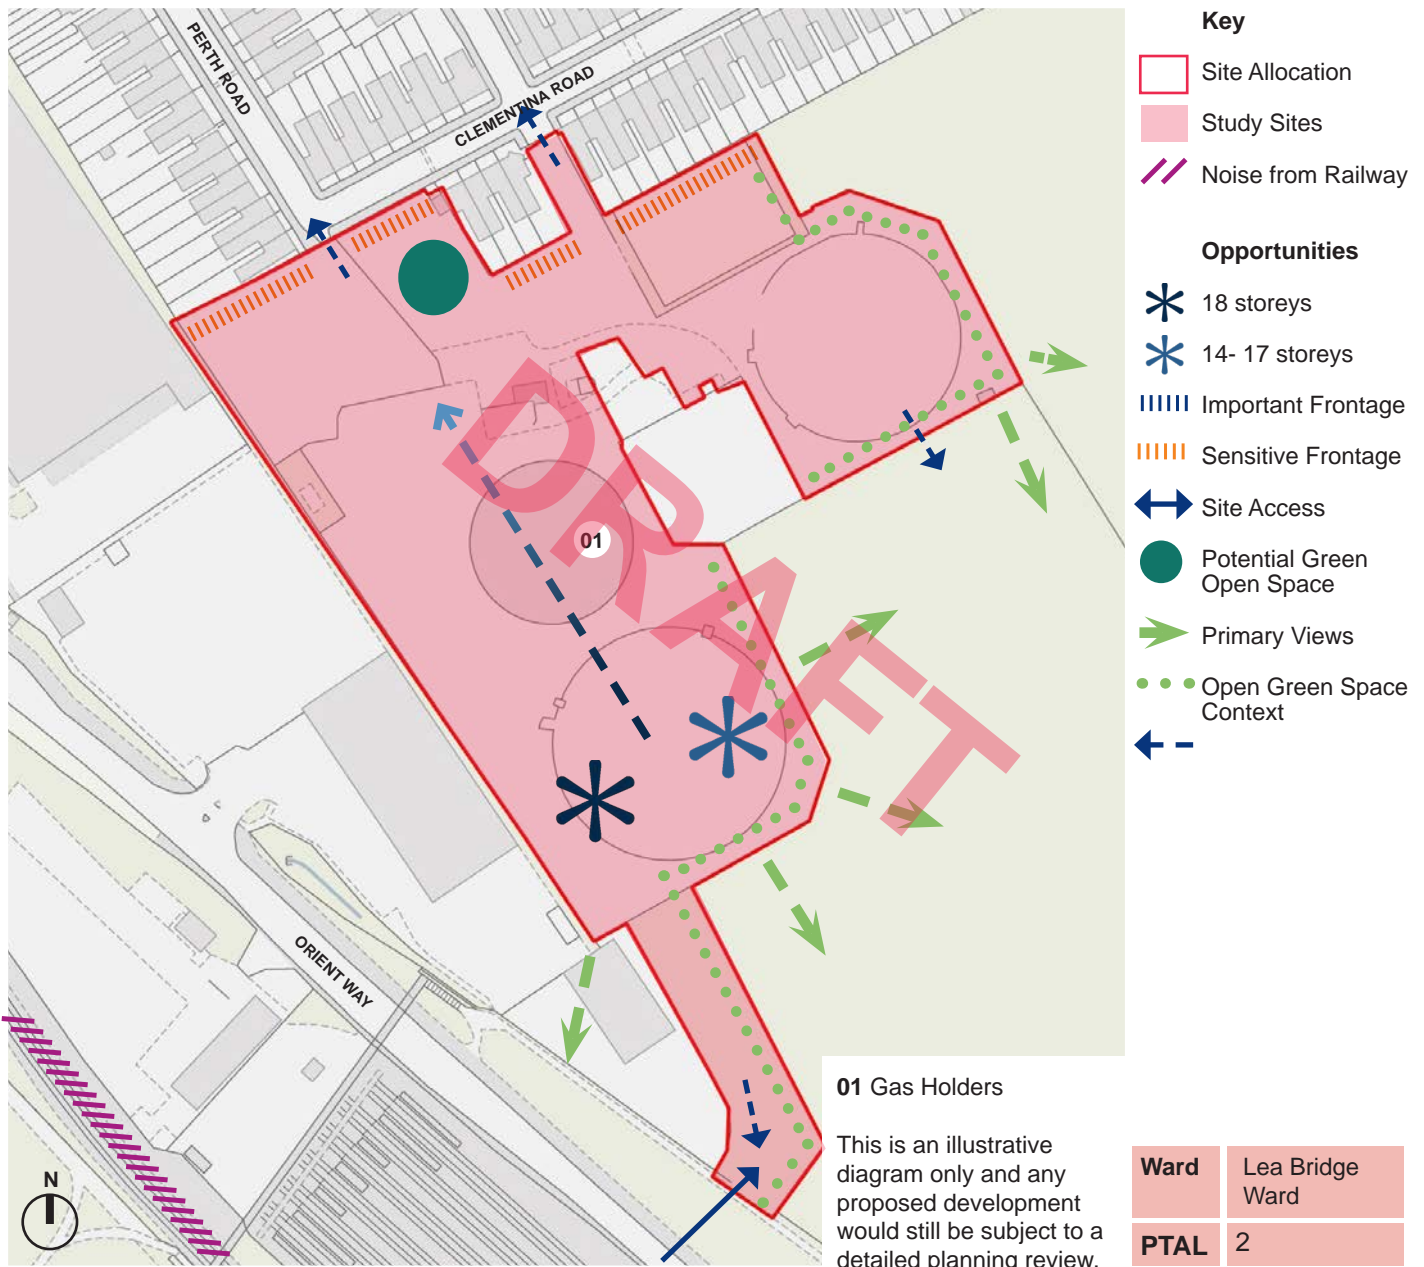 PERTH ROAD
CLEMENTINA ROAD
01
ORIENT WAY
N
DRAFT
Key
Site Allocation
Study Sites
Noise from Railway
Opportunities
18 storeys
14- 17 storeys
Important Frontage
Sensitive Frontage
Site Access
Potential Green
Open Space
Primary Views
Open Green Space
Context
01 Gas Holders
This is an illustrative
diagram only and any
proposed development
would still be subject to a
detailed planning review.
Ward Lea Bridge
Ward
PTAL 2